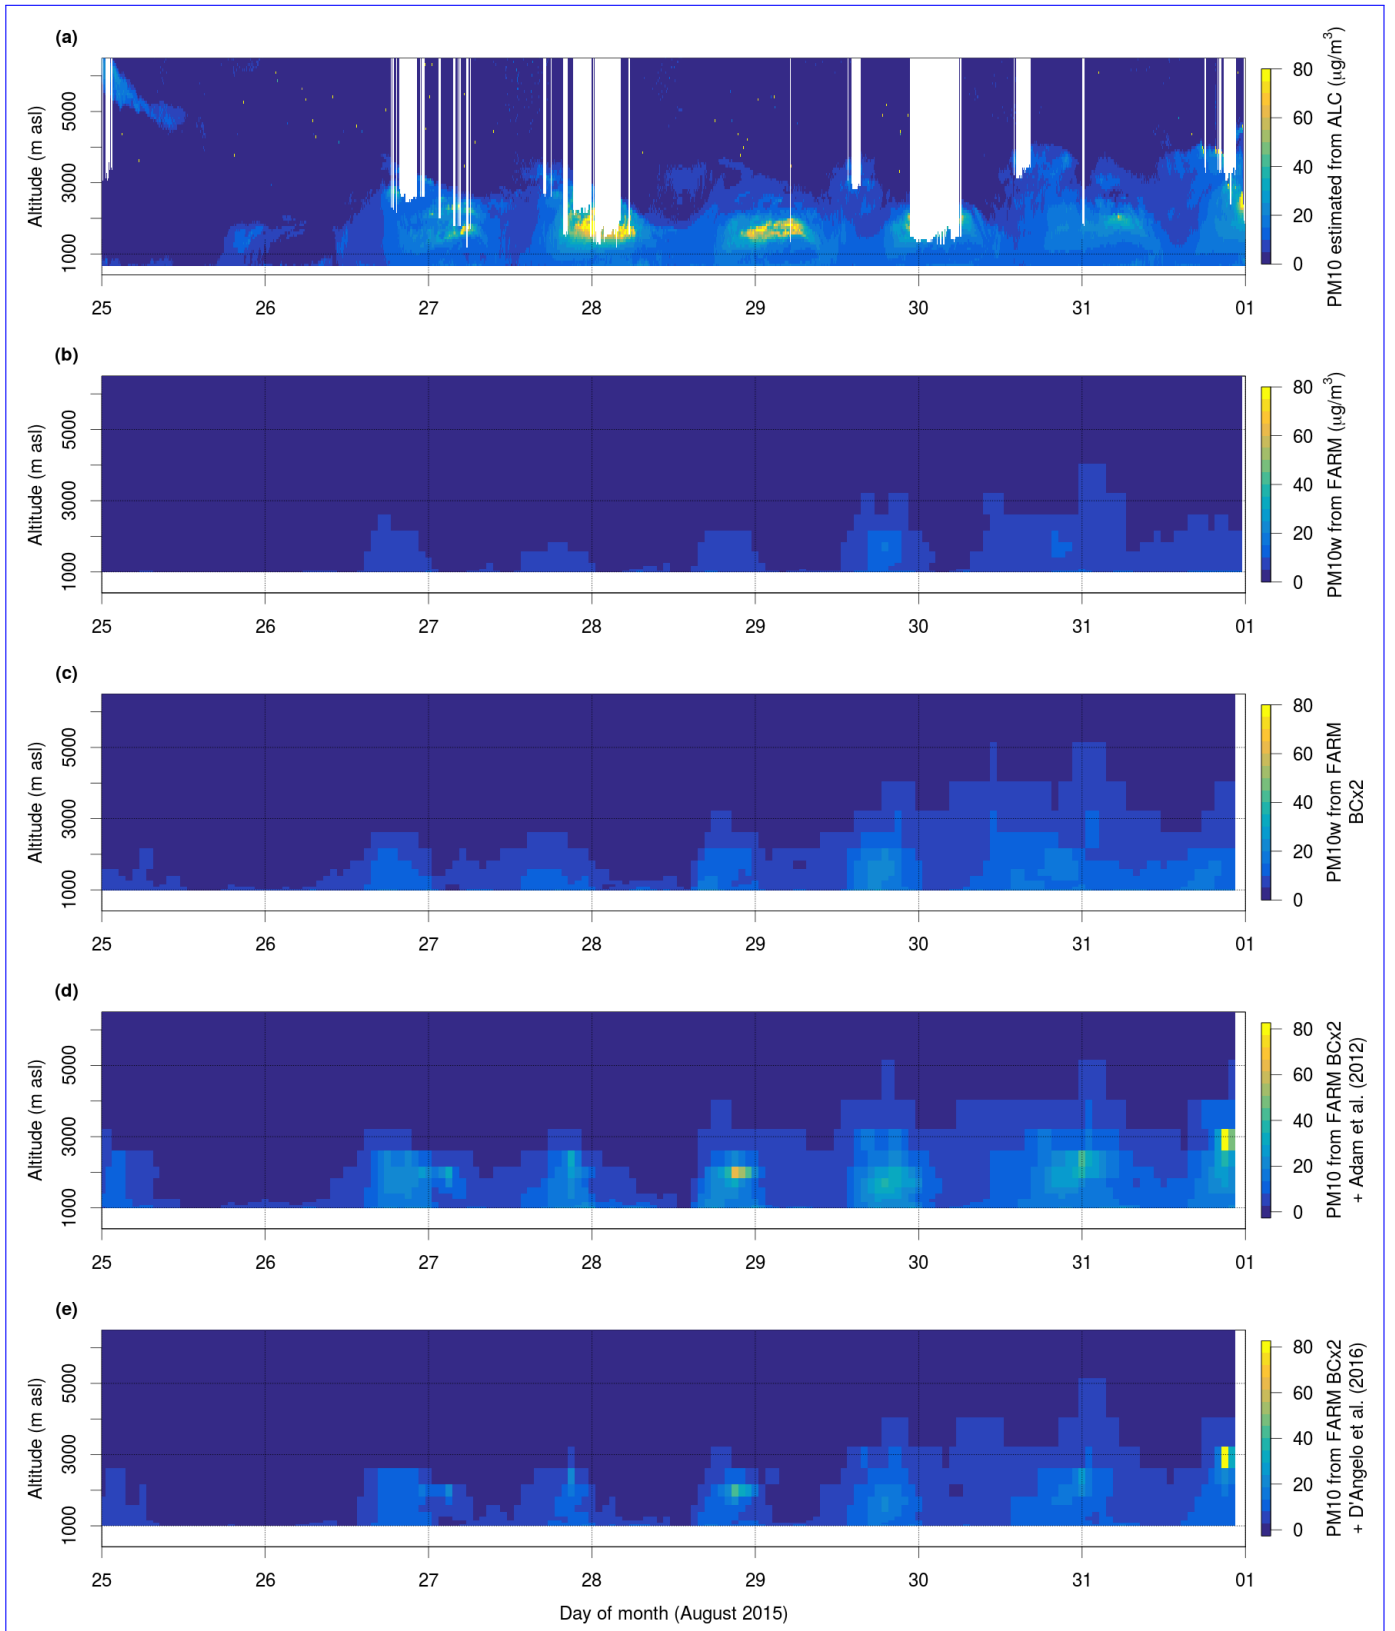 (a)
Altitude (m asl)
1000 3000 5000
25 26 27 28 29 30 31 01
0 20 40 60 80
PM10 estimated from ALC (µg/m³)
(b)
Altitude (m asl)
1000 3000 5000
25 26 27 28 29 30 31 01
0 20 40 60 80
PM10w from FARM (µg/m³)
(c)
Altitude (m asl)
1000 3000 5000
25 26 27 28 29 30 31 01
0 20 40 60 80
PM10w from FARM
BCx2
(d)
Altitude (m asl)
1000 3000 5000
25 26 27 28 29 30 31 01
0 20 40 60 80
PM10 from FARM BCx2
+ Adam et al. (2012)
(e)
Altitude (m asl)
1000 3000 5000
25 26 27 28 29 30 31 01
0 20 40 60 80
PM10 from FARM BCx2
+ D'Angelo et al. (2016)
Day of month (August 2015)